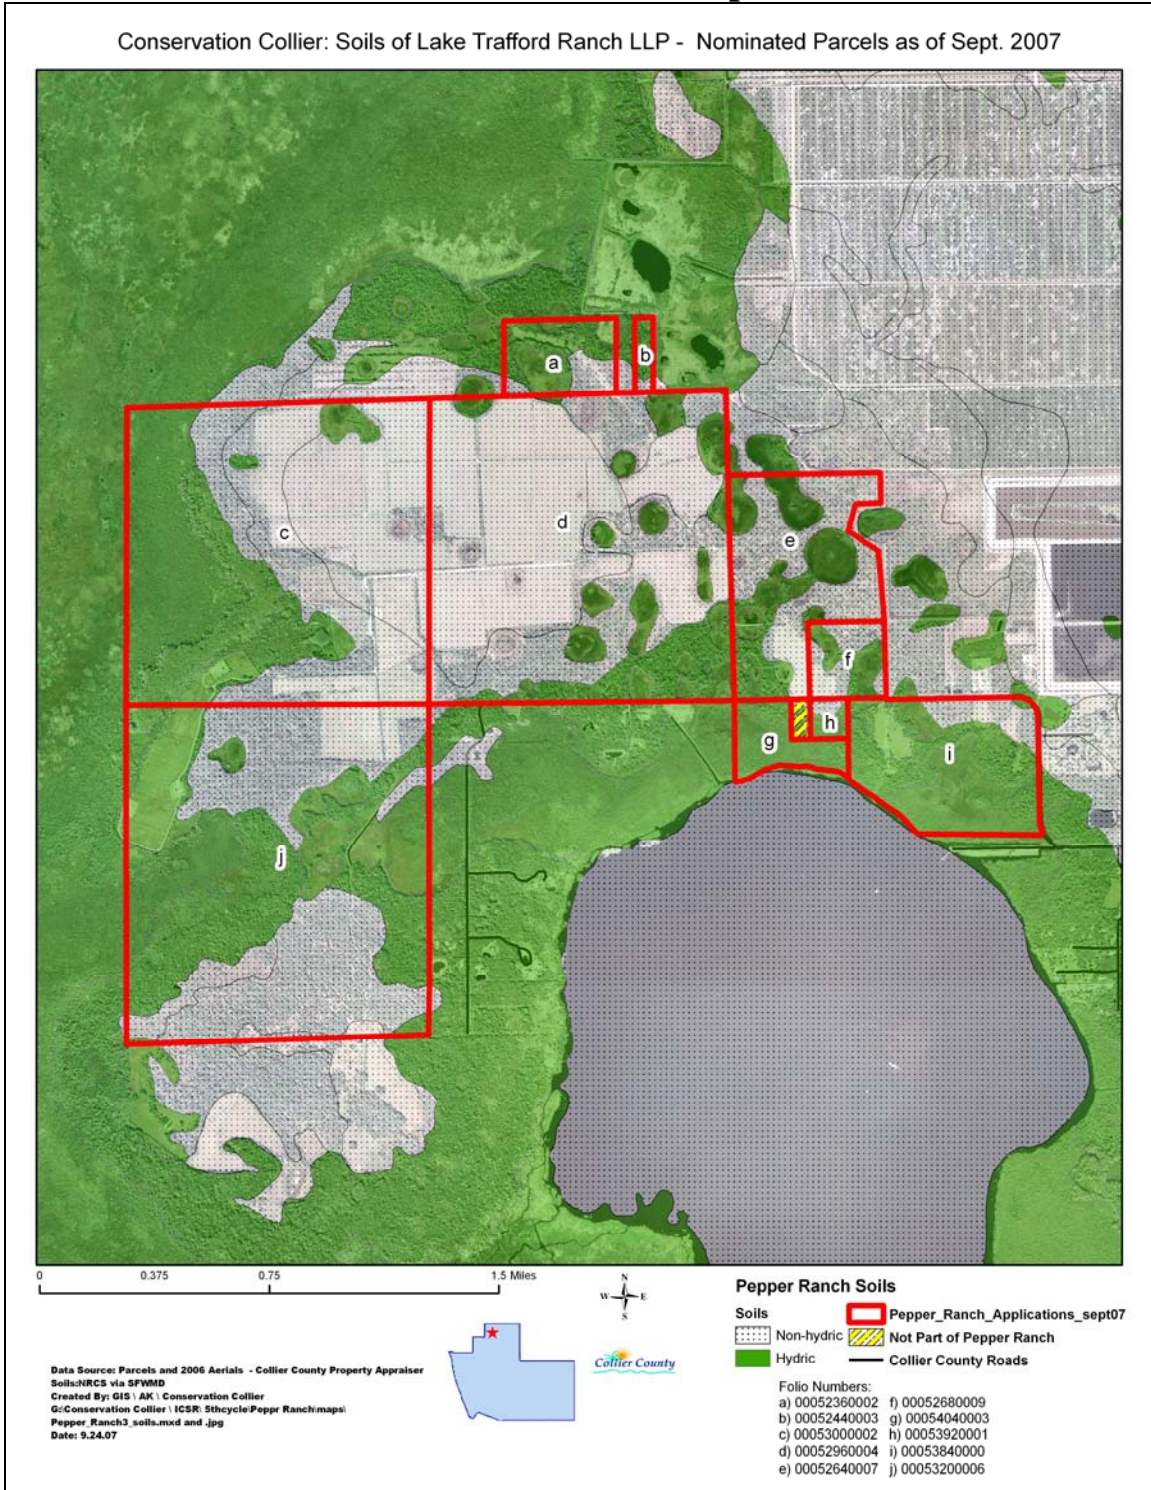 Conservation Collier: Soils of Lake Trafford Ranch LLP - Nominated Parcels as of Sept. 2007
a
b
c
d
e
f
g
h
i
j
0 0.375 0.75 1.5 Miles
N
W E
S
Collier County
Data Source: Parcels and 2006 Aerials - Collier County Property Appraiser
Soils:NRCS via SFWMD
Created By: GIS \ AK \ Conservation Collier
G:\Conservation Collier \ ICSR\ 5thcycle\Peppr Ranch\maps\
Pepper_Ranch3_soils.mxd and .jpg
Date: 9.24.07
Pepper Ranch Soils
Soils
Non-hydric
Hydric
Pepper_Ranch_Applications_sept07
Not Part of Pepper Ranch
Collier County Roads
Folio Numbers:
a) 00052360002 f) 00052680009
b) 00052440003 g) 00054040003
c) 00053000002 h) 00053920001
d) 00052960004 i) 00053840000
e) 00052640007 j) 00053200006